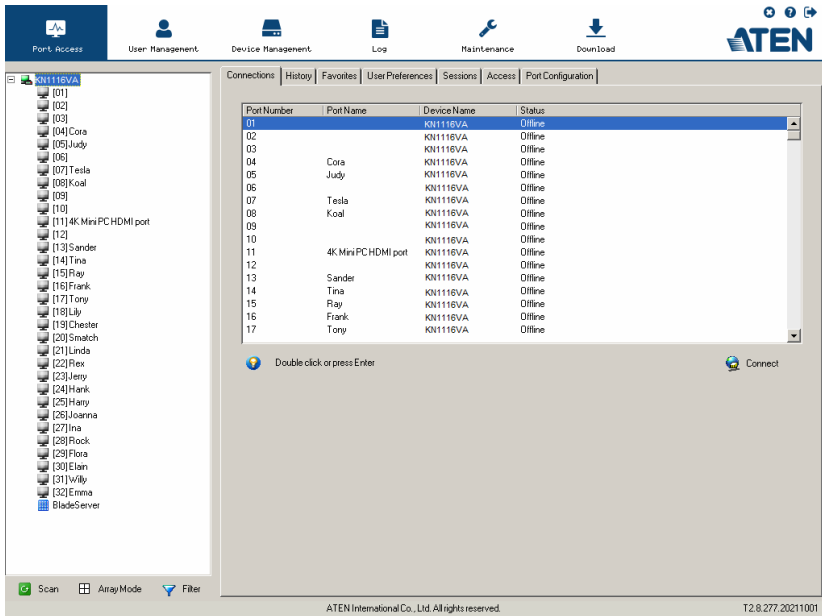 Port Access
User Management
Device Management
Log
Maintenance
Download
ATEN
KN1116VA
[01]
[02]
[03]
[04]Cora
[05]Judy
[06]
[07]Tesla
[08]Koal
[09]
[10]
[11]4K Mini PC HDMI port
[12]
[13]Sander
[14]Tina
[15]Ray
[16]Frank
[17]Tony
[18]Lily
[19]Chester
[20]Smatch
[21]Linda
[22]Rex
[23]Jerry
[24]Hank
[25]Harry
[26]Joanna
[27]Ina
[28]Rock
[29]Flora
[30]Elain
[31]Willy
[32]Emma
BladeServer
Scan Array Mode Filter
Connections History Favorites User Preferences Sessions Access Port Configuration
Port Number Port Name Device Name Status
01 KN1116VA Offline
02 KN1116VA Offline
03 KN1116VA Offline
04 Cora KN1116VA Offline
05 Judy KN1116VA Offline
06 KN1116VA Offline
07 Tesla KN1116VA Offline
08 Koal KN1116VA Offline
09 KN1116VA Offline
10 KN1116VA Offline
11 4K Mini PC HDMI port KN1116VA Offline
12 KN1116VA Offline
13 Sander KN1116VA Offline
14 Tina KN1116VA Offline
15 Ray KN1116VA Offline
16 Frank KN1116VA Offline
17 Tony KN1116VA Offline
Double click or press Enter
Connect
ATEN International Co., Ltd. All rights reserved.
T2.8.277.20211001